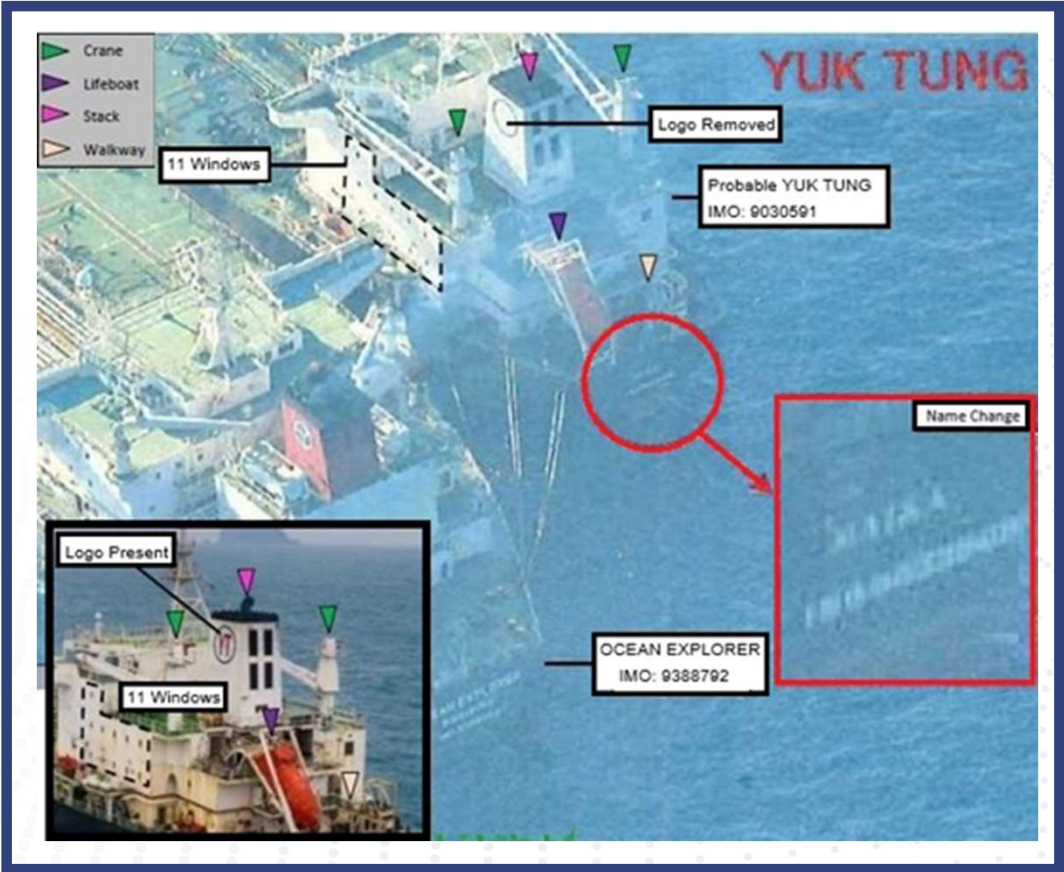 Crane
Lifeboat
Stack
Walkway
YUK TUNG
Logo Removed
11 Windows
Probable YUK TUNG
IMO: 9030591
Name Change
Logo Present
11 Windows
OCEAN EXPLORER
IMO: 9388792
EXPLORER